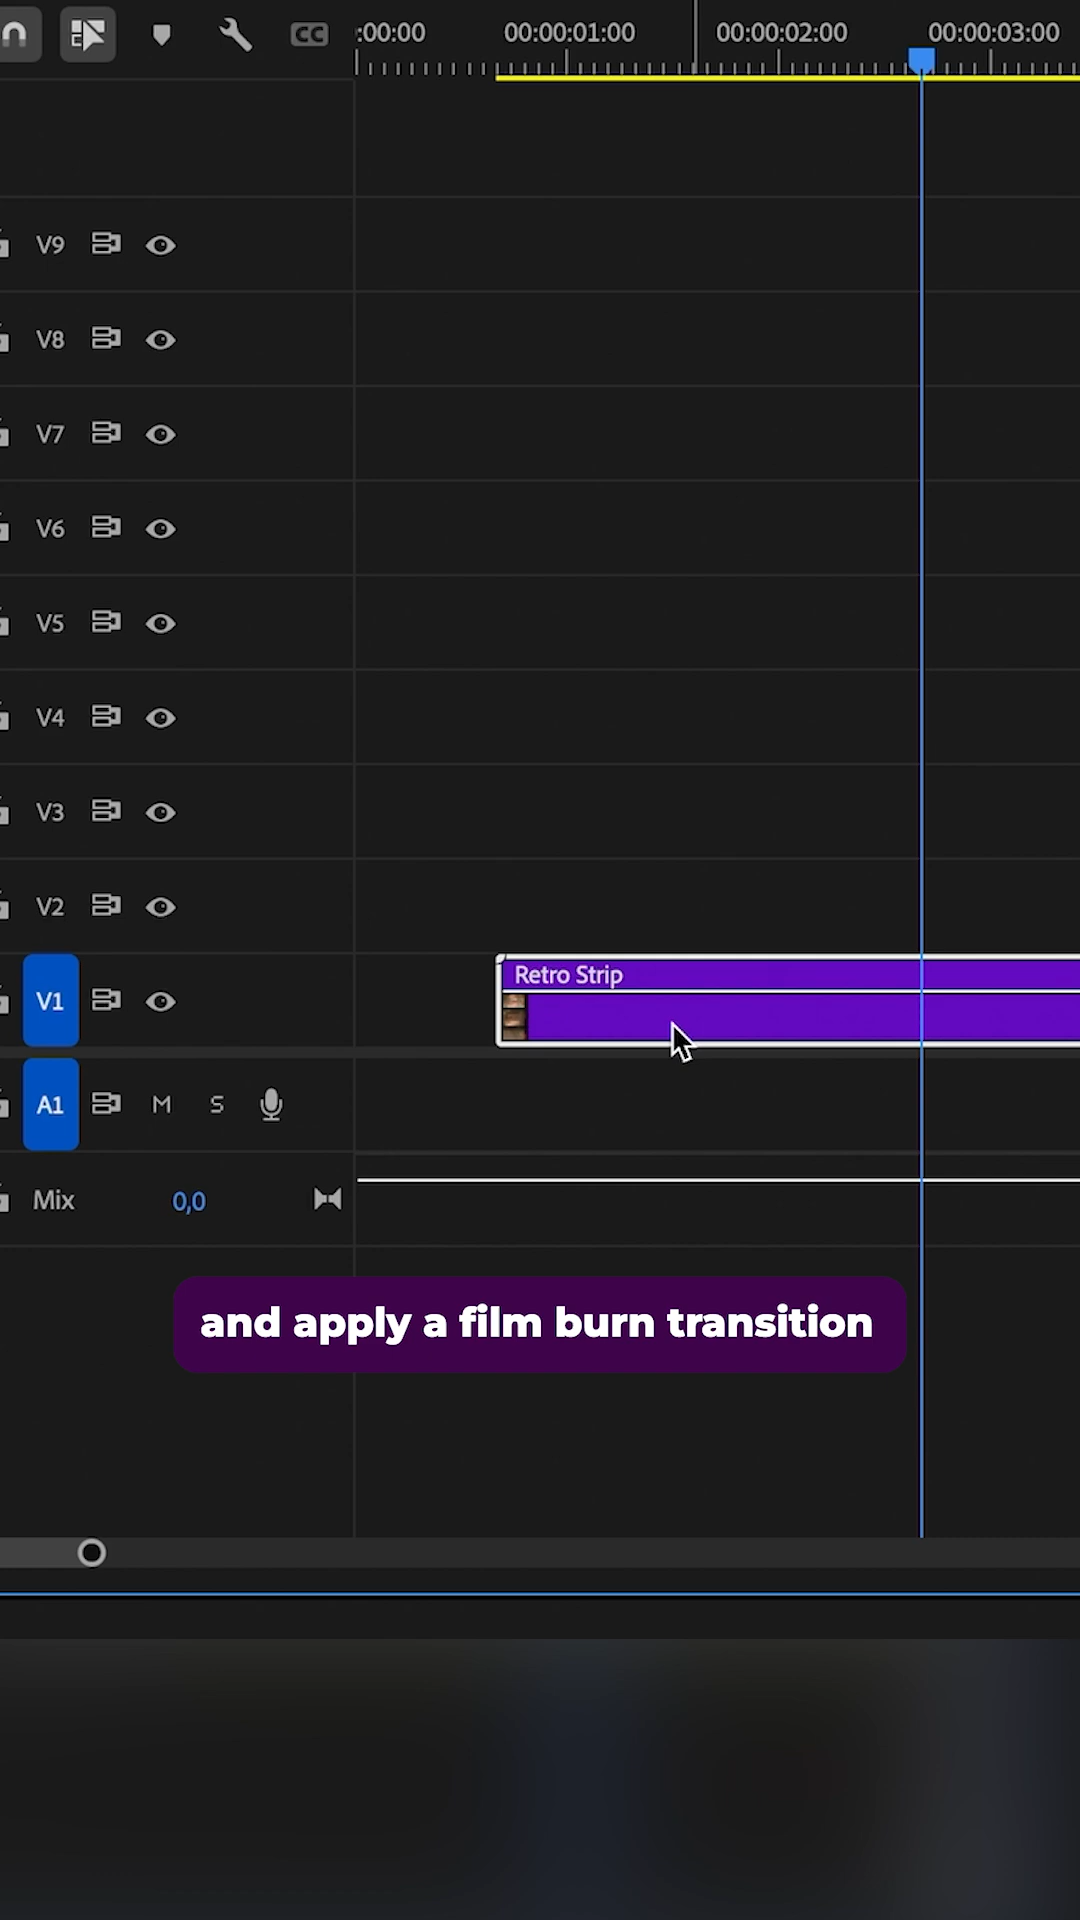 CC
:00:00
00:00:01:00
00:00:02:00
00:00:03:00
V9
V8
V7
V6
V5
V4
V3
V2
V1
Retro Strip
A1
M
S
Mix
0,0
and apply a film burn transition